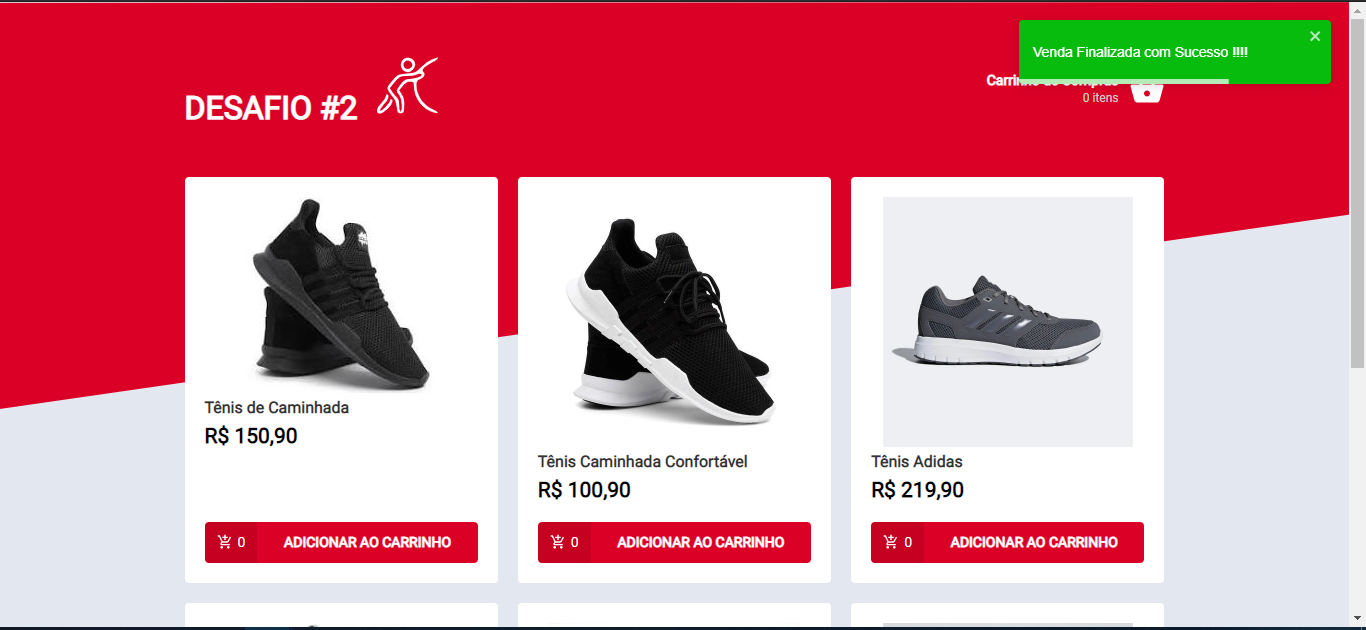 Venda Finalizada com Sucesso !!!!
DESAFIO #2
Carrinho de Compras
0 itens
Tênis de Caminhada
R$ 150,90
0 ADICIONAR AO CARRINHO
Tênis Caminhada Confortável
R$ 100,90
0 ADICIONAR AO CARRINHO
Tênis Adidas
R$ 219,90
0 ADICIONAR AO CARRINHO